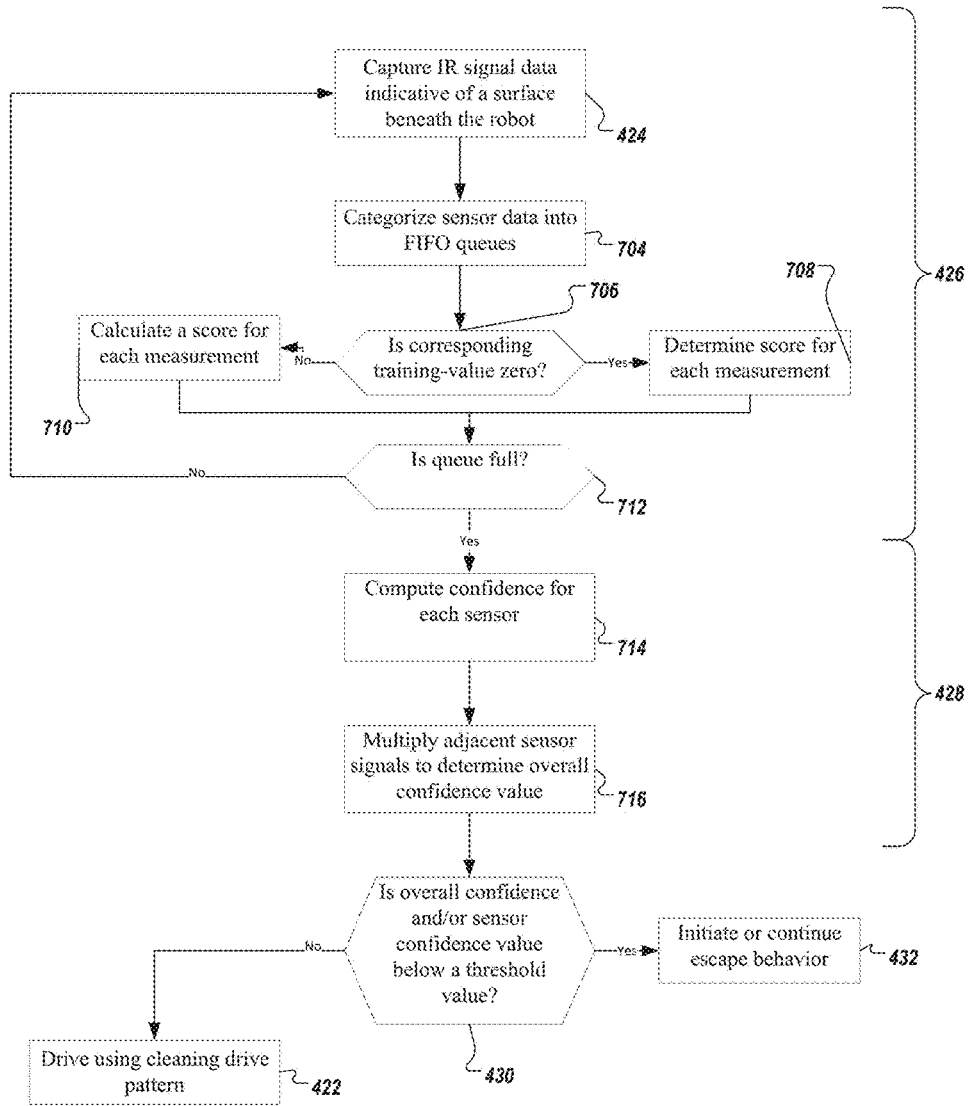 Capture IR signal data
indicative of a surface
beneath the robot
424
Categorize sensor data into
FIFO queues
704
706
708
426
Calculate a score for
each measurement
No
Is corresponding
training-value zero?
Yes
Determine score for
each measurement
710
Is queue full?
No
712
Yes
Compute confidence for
each sensor
714
428
Multiply adjacent sensor
signals to determine overall
confidence value
716
Is overall confidence
and/or sensor
confidence value
below a threshold
value?
No
Yes
Initiate or continue
escape behavior
432
430
Drive using cleaning drive
pattern
422